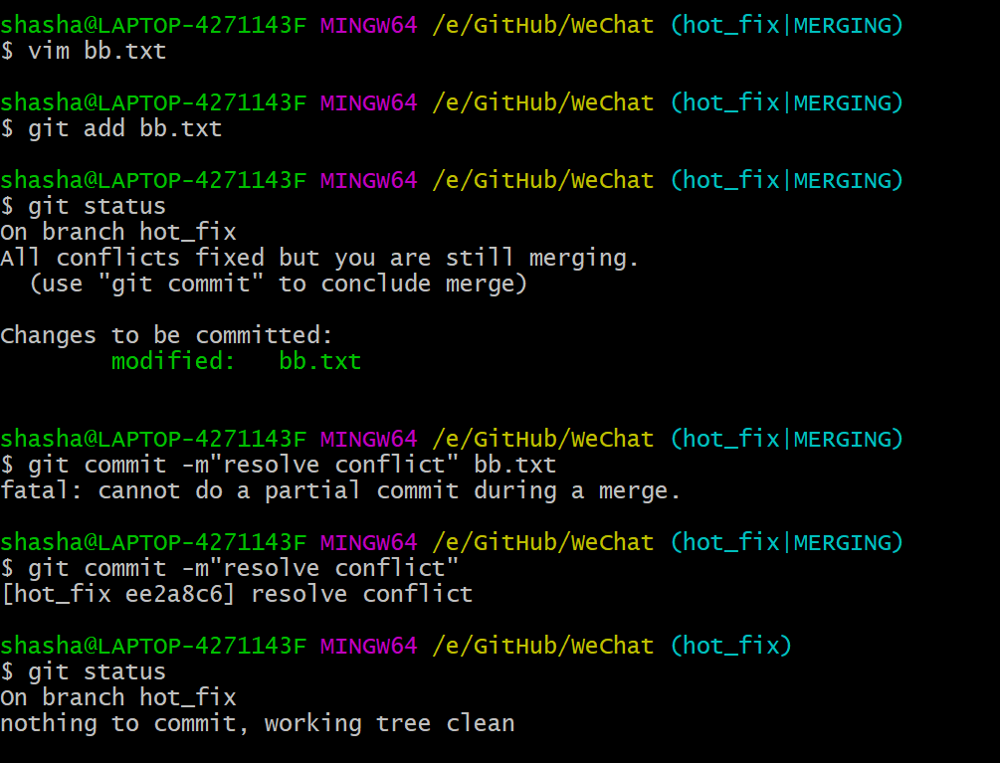 shasha@LAPTOP-4271143F MINGW64 /e/GitHub/WeChat (hot_fix|MERGING)
$ vim bb.txt
shasha@LAPTOP-4271143F MINGW64 /e/GitHub/WeChat (hot_fix|MERGING)
$ git add bb.txt
shasha@LAPTOP-4271143F MINGW64 /e/GitHub/WeChat (hot_fix|MERGING)
$ git status
On branch hot_fix
All conflicts fixed but you are still merging.
  (use "git commit" to conclude merge)
Changes to be committed:
        modified:   bb.txt
shasha@LAPTOP-4271143F MINGW64 /e/GitHub/WeChat (hot_fix|MERGING)
$ git commit -m"resolve conflict" bb.txt
fatal: cannot do a partial commit during a merge.
shasha@LAPTOP-4271143F MINGW64 /e/GitHub/WeChat (hot_fix|MERGING)
$ git commit -m"resolve conflict"
[hot_fix ee2a8c6] resolve conflict
shasha@LAPTOP-4271143F MINGW64 /e/GitHub/WeChat (hot_fix)
$ git status
On branch hot_fix
nothing to commit, working tree clean